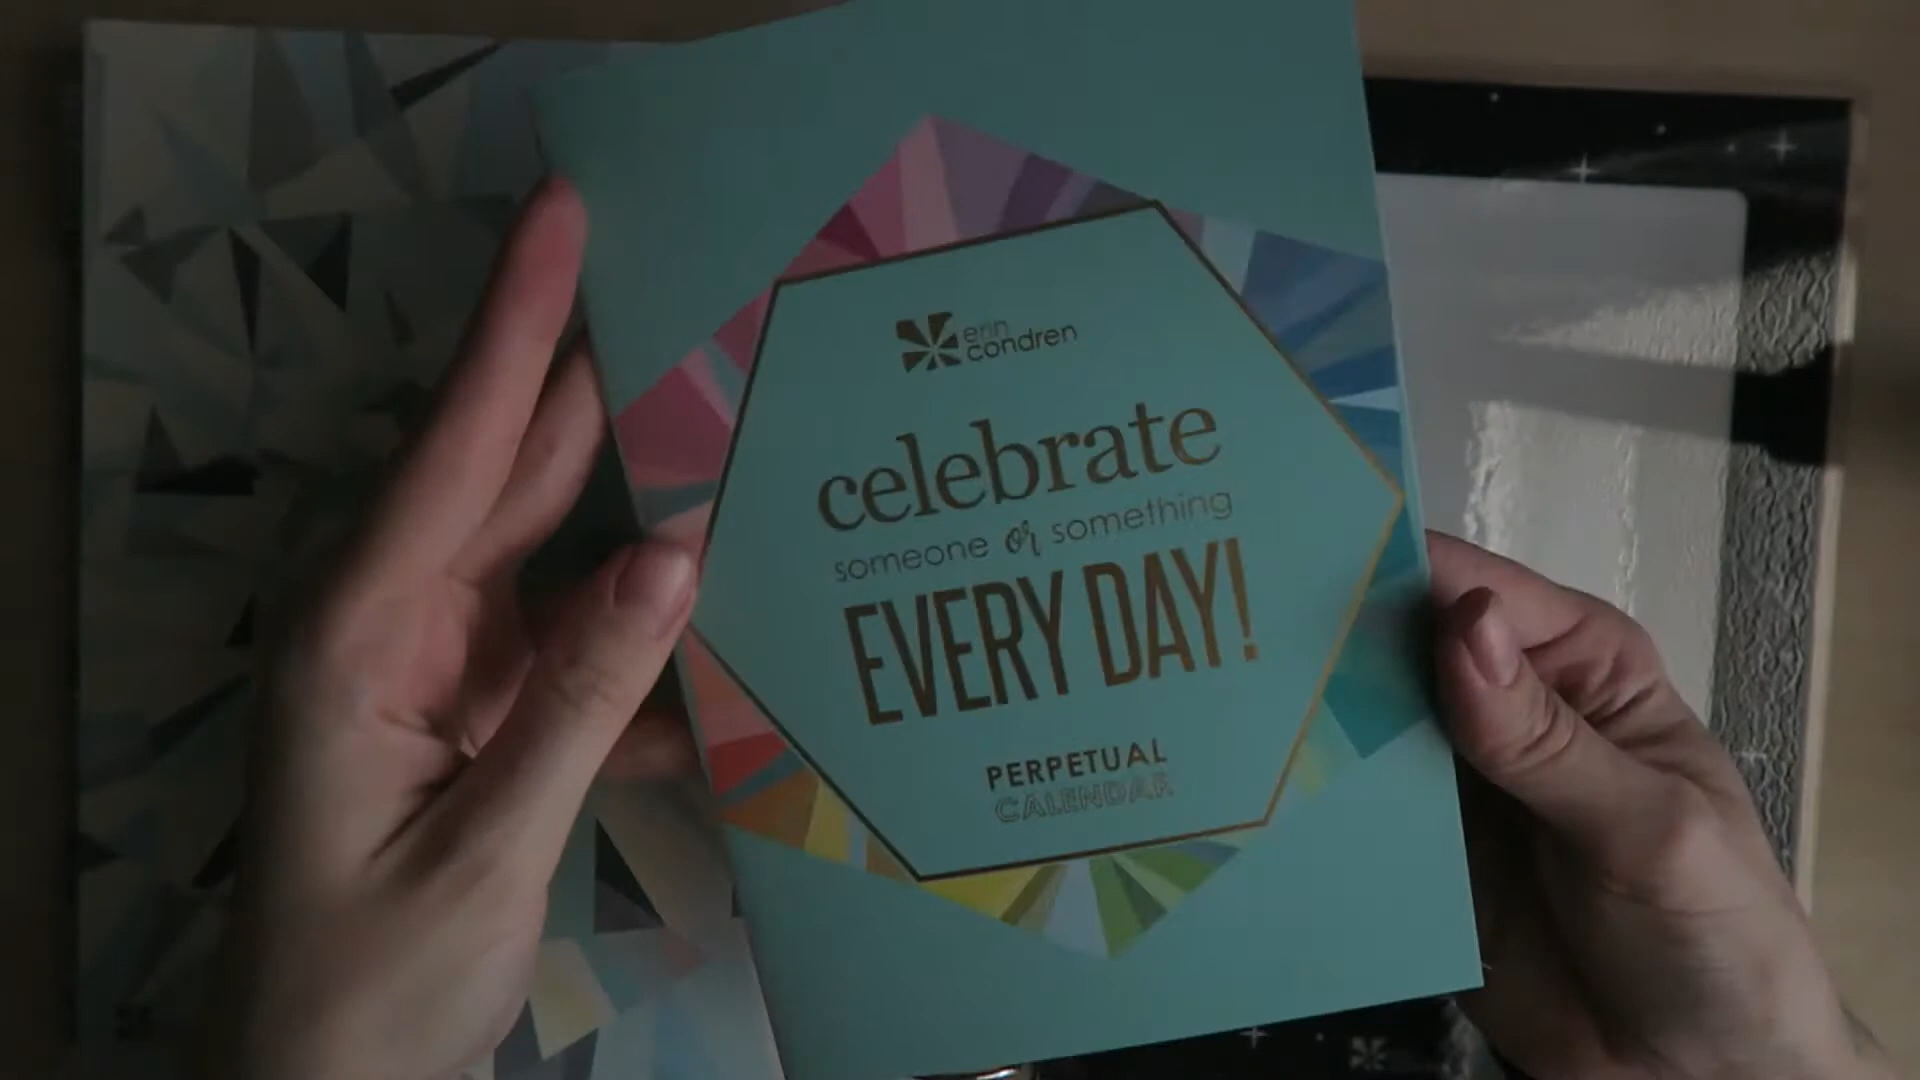 erin
condren
celebrate
someone or something
EVERY DAY!
PERPETUAL
CALENDAR